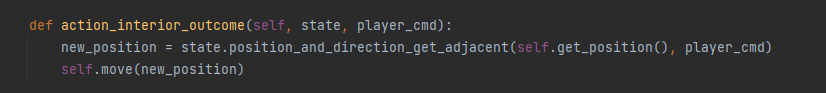 def action_interior_outcome(self, state, player_cmd):
    new_position = state.position_and_direction_get_adjacent(self.get_position(), player_cmd)
    self.move(new_position)